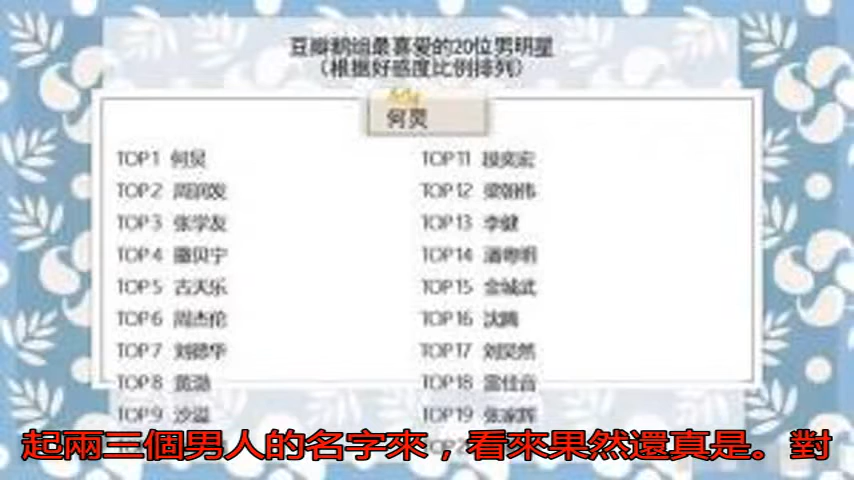 豆瓣鹅组最喜爱的20位男明星
（根据好感度比例排列）
何炅
TOP1 何炅
TOP2 周润发
TOP3 张学友
TOP4 撒贝宁
TOP5 古天乐
TOP6 周杰伦
TOP7 刘德华
TOP8 黄渤
TOP9 沙溢
TOP11 段奕宏
TOP12 梁朝伟
TOP13 李健
TOP14 潘粤明
TOP15 金城武
TOP16 沈腾
TOP17 刘昊然
TOP18 雷佳音
TOP19 张家辉
起兩三個男人的名字來，看來果然還真是。對